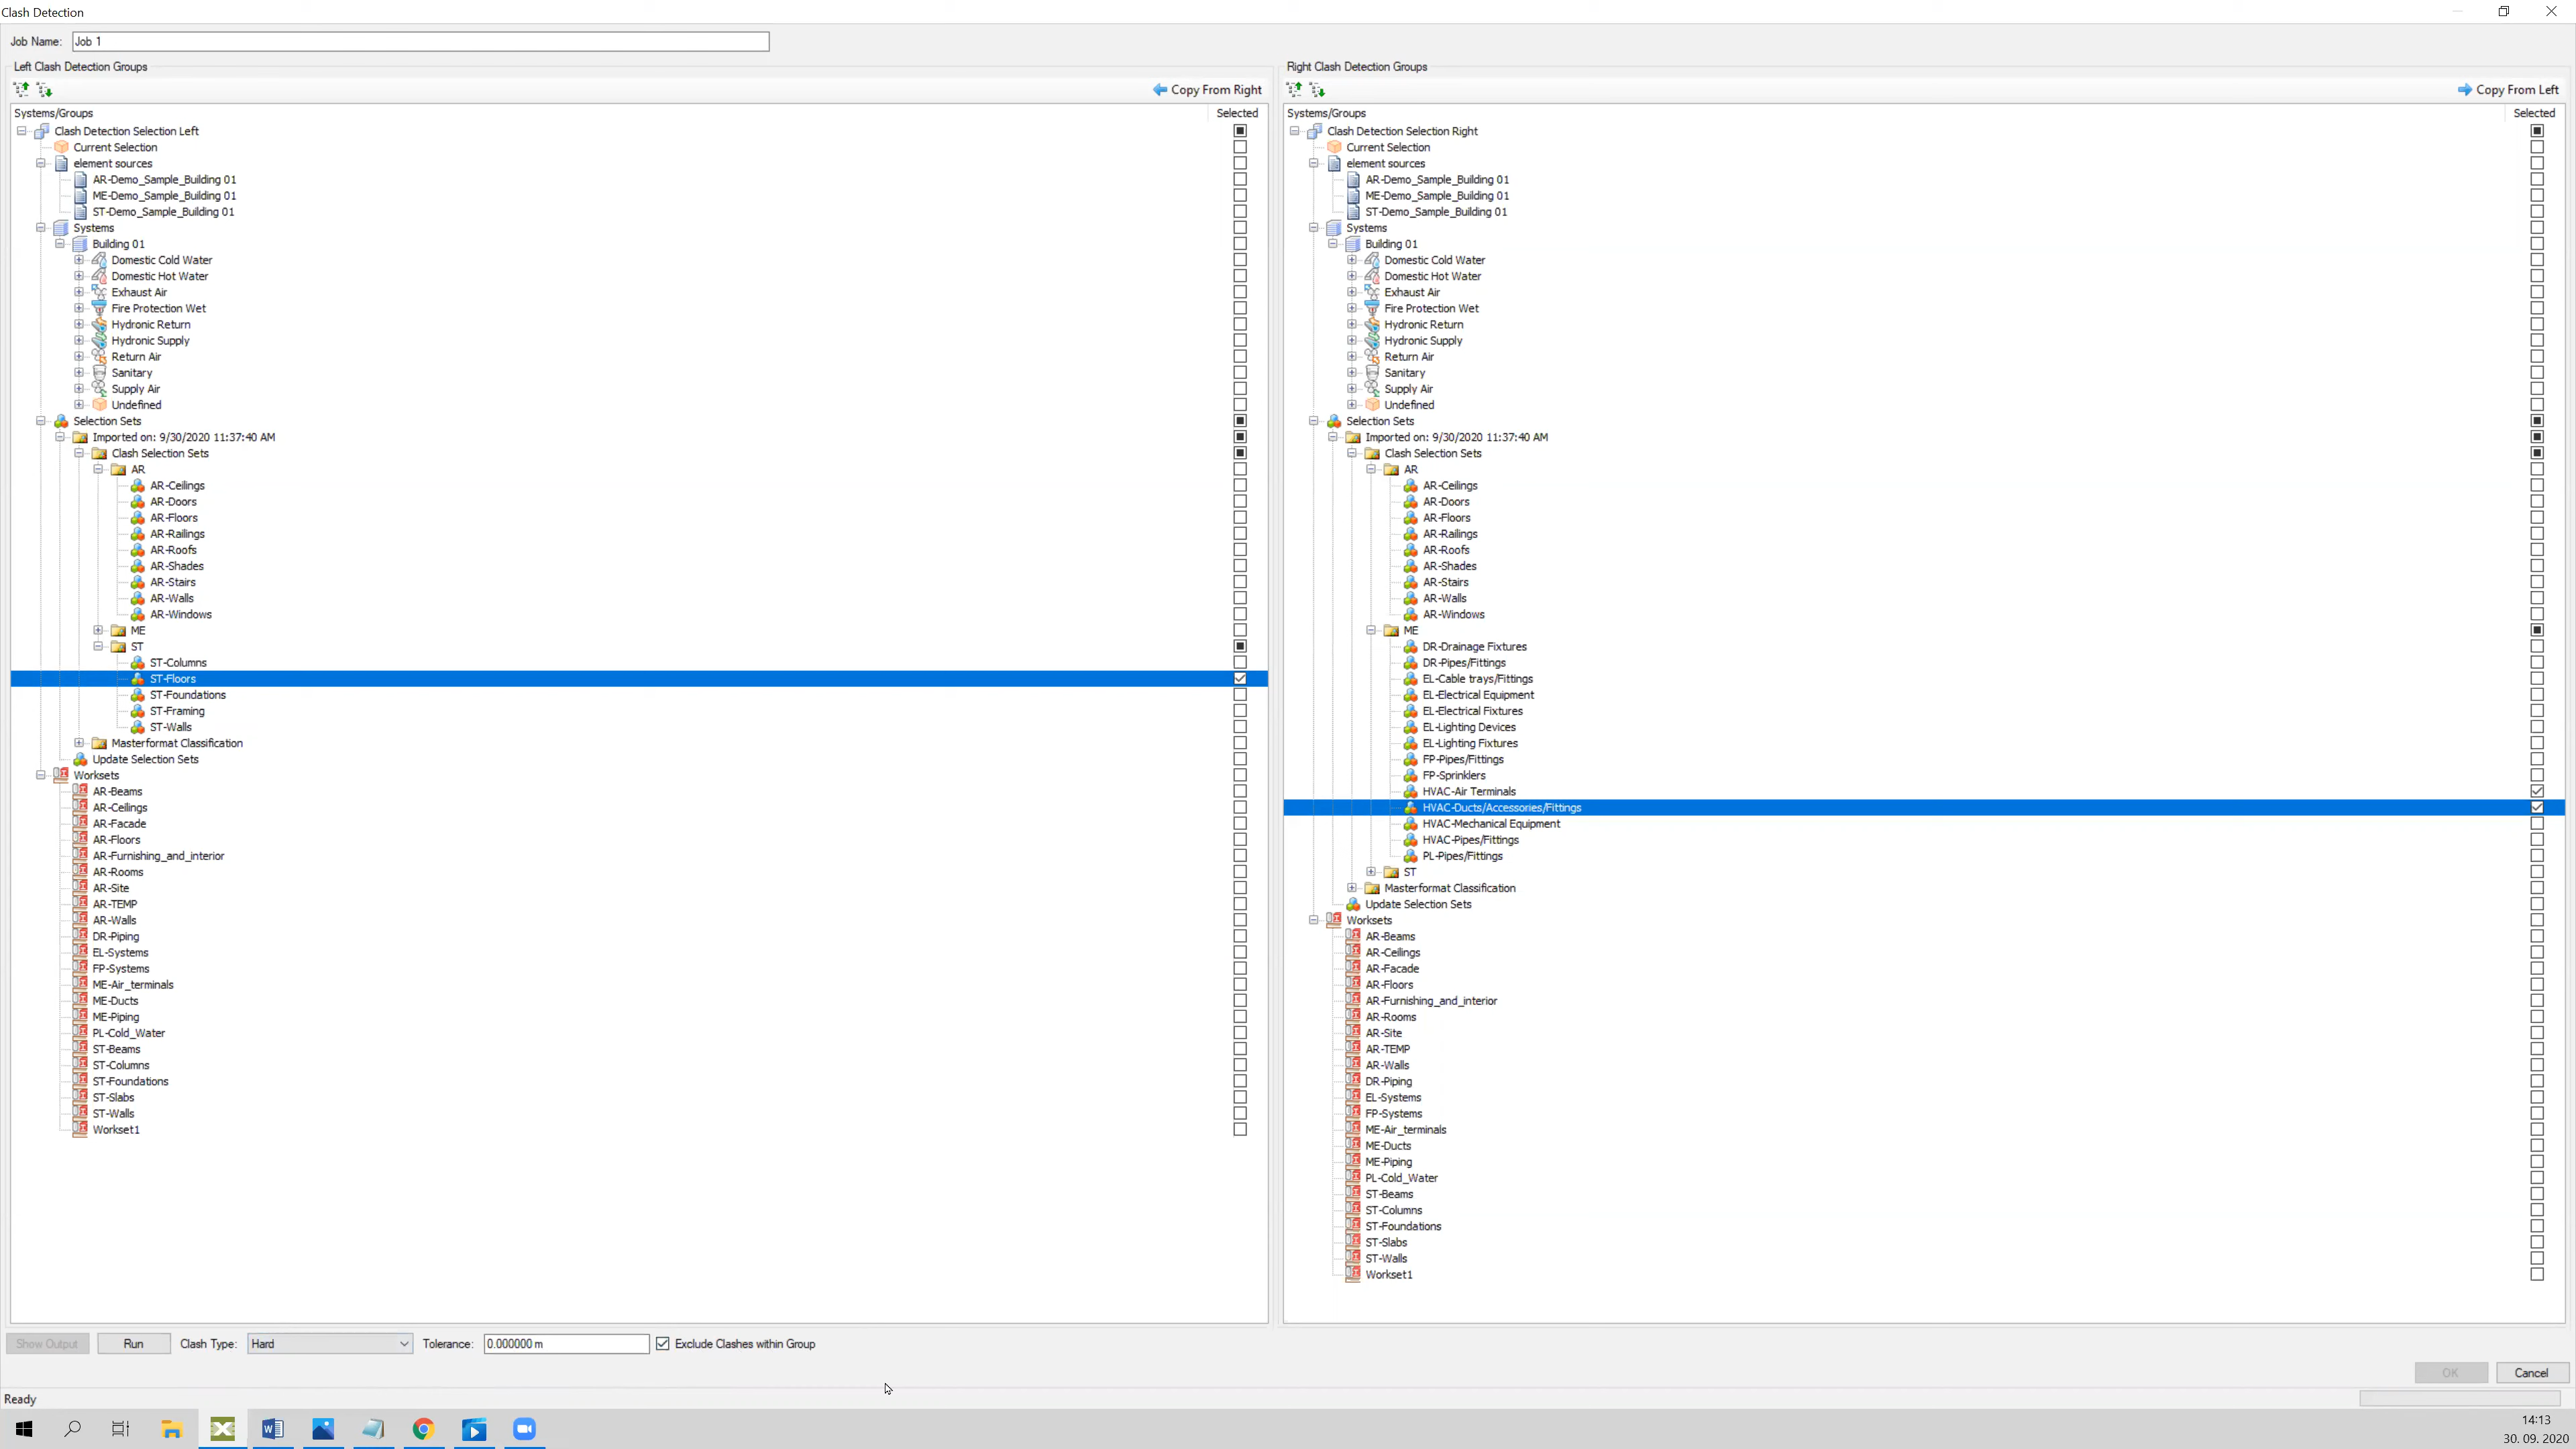 Clash Detection
Job Name: Job 1
Left Clash Detection Groups
Copy From Right
Systems/Groups Selected
Clash Detection Selection Left
Current Selection
element sources
AR-Demo_Sample_Building 01
ME-Demo_Sample_Building 01
ST-Demo_Sample_Building 01
Systems
Building 01
Domestic Cold Water
Domestic Hot Water
Exhaust Air
Fire Protection Wet
Hydronic Return
Hydronic Supply
Return Air
Sanitary
Supply Air
Undefined
Selection Sets
Imported on: 9/30/2020 11:37:40 AM
Clash Selection Sets
AR
AR-Ceilings
AR-Doors
AR-Floors
AR-Railings
AR-Roofs
AR-Shades
AR-Stairs
AR-Walls
AR-Windows
ME
ST
ST-Columns
ST-Floors
ST-Foundations
ST-Framing
ST-Walls
Masterformat Classification
Update Selection Sets
Worksets
AR-Beams
AR-Ceilings
AR-Facade
AR-Floors
AR-Furnishing_and_interior
AR-Rooms
AR-Site
AR-TEMP
AR-Walls
DR-Piping
EL-Systems
FP-Systems
ME-Air_terminals
ME-Ducts
ME-Piping
PL-Cold_Water
ST-Beams
ST-Columns
ST-Foundations
ST-Slabs
ST-Walls
Workset1
Right Clash Detection Groups
Copy From Left
Systems/Groups Selected
Clash Detection Selection Right
Current Selection
element sources
AR-Demo_Sample_Building 01
ME-Demo_Sample_Building 01
ST-Demo_Sample_Building 01
Systems
Building 01
Domestic Cold Water
Domestic Hot Water
Exhaust Air
Fire Protection Wet
Hydronic Return
Hydronic Supply
Return Air
Sanitary
Supply Air
Undefined
Selection Sets
Imported on: 9/30/2020 11:37:40 AM
Clash Selection Sets
AR
AR-Ceilings
AR-Doors
AR-Floors
AR-Railings
AR-Roofs
AR-Shades
AR-Stairs
AR-Walls
AR-Windows
ME
DR-Drainage Fixtures
DR-Pipes/Fittings
EL-Cable trays/Fittings
EL-Electrical Equipment
EL-Electrical Fixtures
EL-Lighting Devices
EL-Lighting Fixtures
FP-Pipes/Fittings
FP-Sprinklers
HVAC-Air Terminals
HVAC-Ducts/Accessories/Fittings
HVAC-Mechanical Equipment
HVAC-Pipes/Fittings
PL-Pipes/Fittings
ST
Masterformat Classification
Update Selection Sets
Worksets
AR-Beams
AR-Ceilings
AR-Facade
AR-Floors
AR-Furnishing_and_interior
AR-Rooms
AR-Site
AR-TEMP
AR-Walls
DR-Piping
EL-Systems
FP-Systems
ME-Air_terminals
ME-Ducts
ME-Piping
PL-Cold_Water
ST-Beams
ST-Columns
ST-Foundations
ST-Slabs
ST-Walls
Workset1
Show Output Run Clash Type: Hard Tolerance: 0.000000 m Exclude Clashes within Group
OK Cancel
Ready
14:13
30. 09. 2020